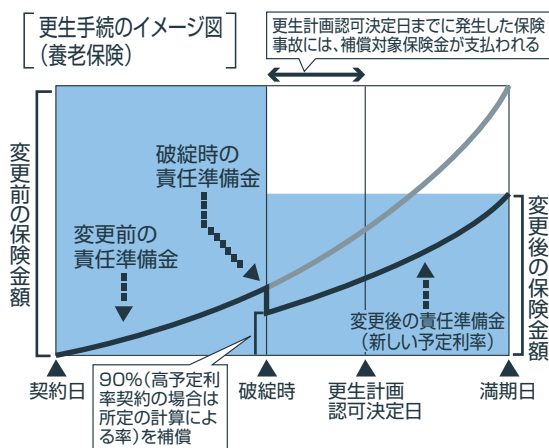 更生手続のイメージ図
(養老保険)
更生計画認可決定日までに発生した保険
事故には、補償対象保険金が支払われる
変更前の保険金額
破綻時の
責任準備金
変更前の
責任準備金
変更後の責任準備金
(新しい予定利率)
変更後の保険金額
契約日
90%(高予定利
率契約の場合は
所定の計算によ
る率)を補償
破綻時
更生計画
認可決定日
満期日